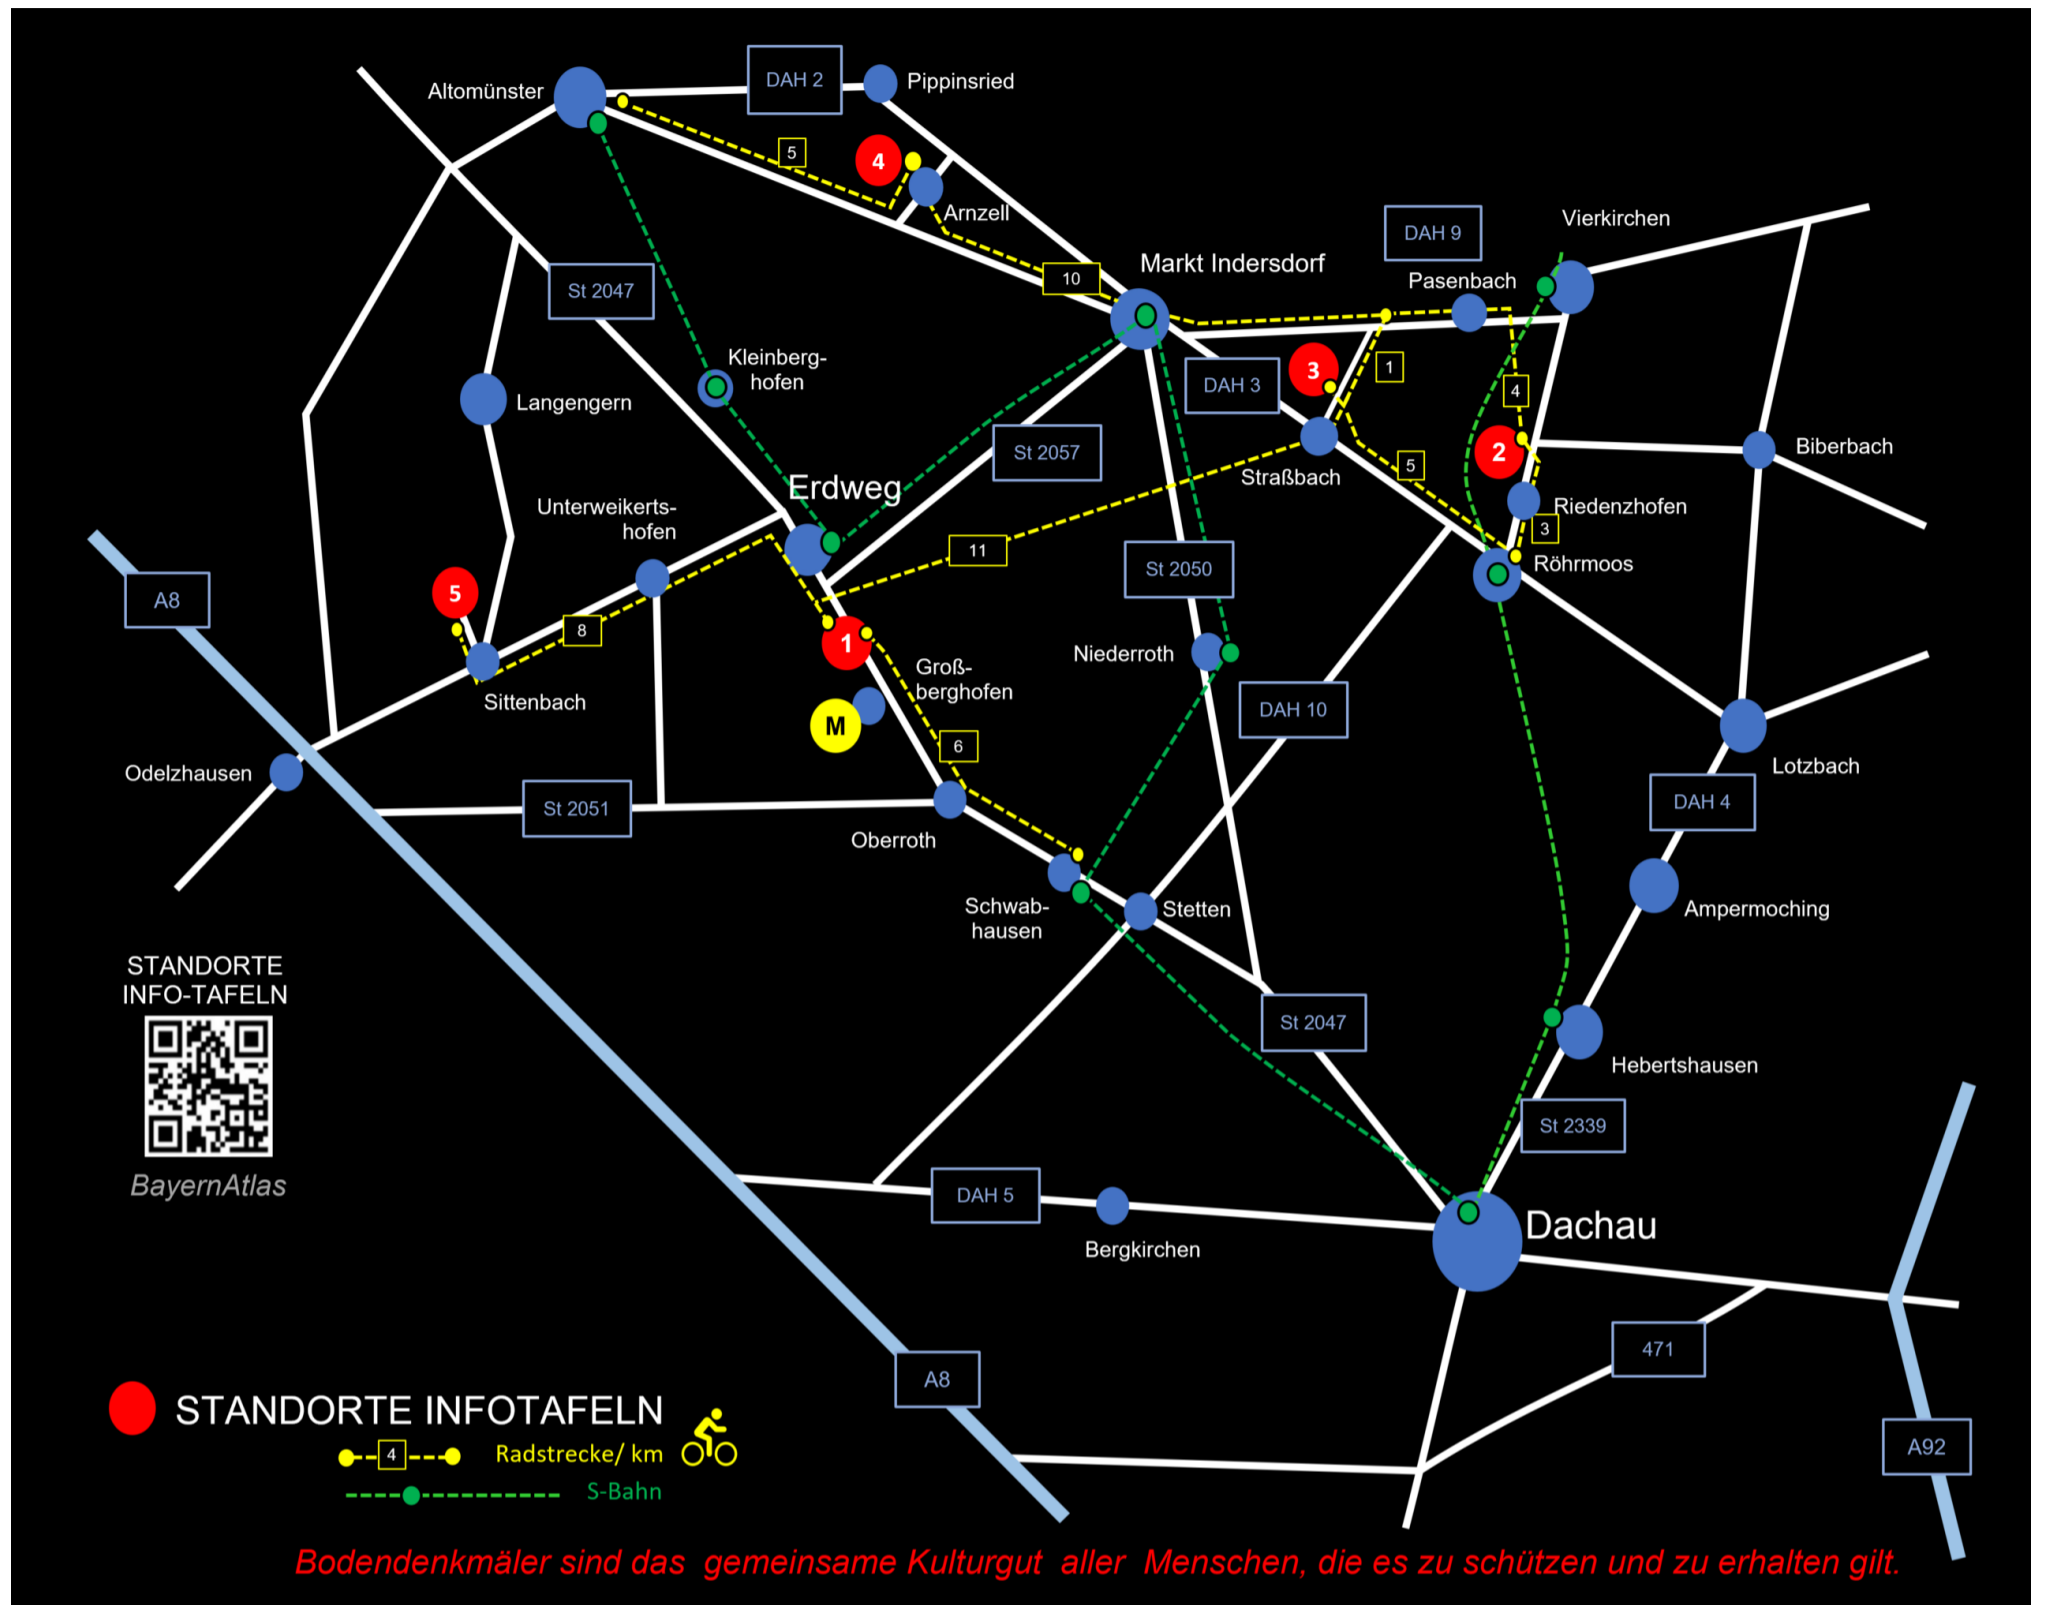 Altomünster
DAH 2
Pippinsried
5
4
Arnzell
Vierkirchen
DAH 9
Markt Indersdorf
Pasenbach
10
St 2047
Kleinberg-
hofen
DAH 3
3
1
4
Langengern
St 2057
2
Biberbach
5
Straßbach
Erdweg
Unterweikerts-
hofen
Riedenzhofen
3
11
St 2050
Röhrmoos
A8
5
8
1
Niederroth
Groß-
berghofen
Sittenbach
M
6
DAH 10
Odelzhausen
Lotzbach
St 2051
DAH 4
Oberroth
Schwab-
hausen
Stetten
Ampermoching
STANDORTE
INFO-TAFELN
BayernAtlas
St 2047
Hebertshausen
St 2339
DAH 5
Bergkirchen
Dachau
471
A8
A92
STANDORTE INFOTAFELN
4 Radstrecke/ km
S-Bahn
Bodendenkmäler sind das gemeinsame Kulturgut aller Menschen, die es zu schützen und zu erhalten gilt.